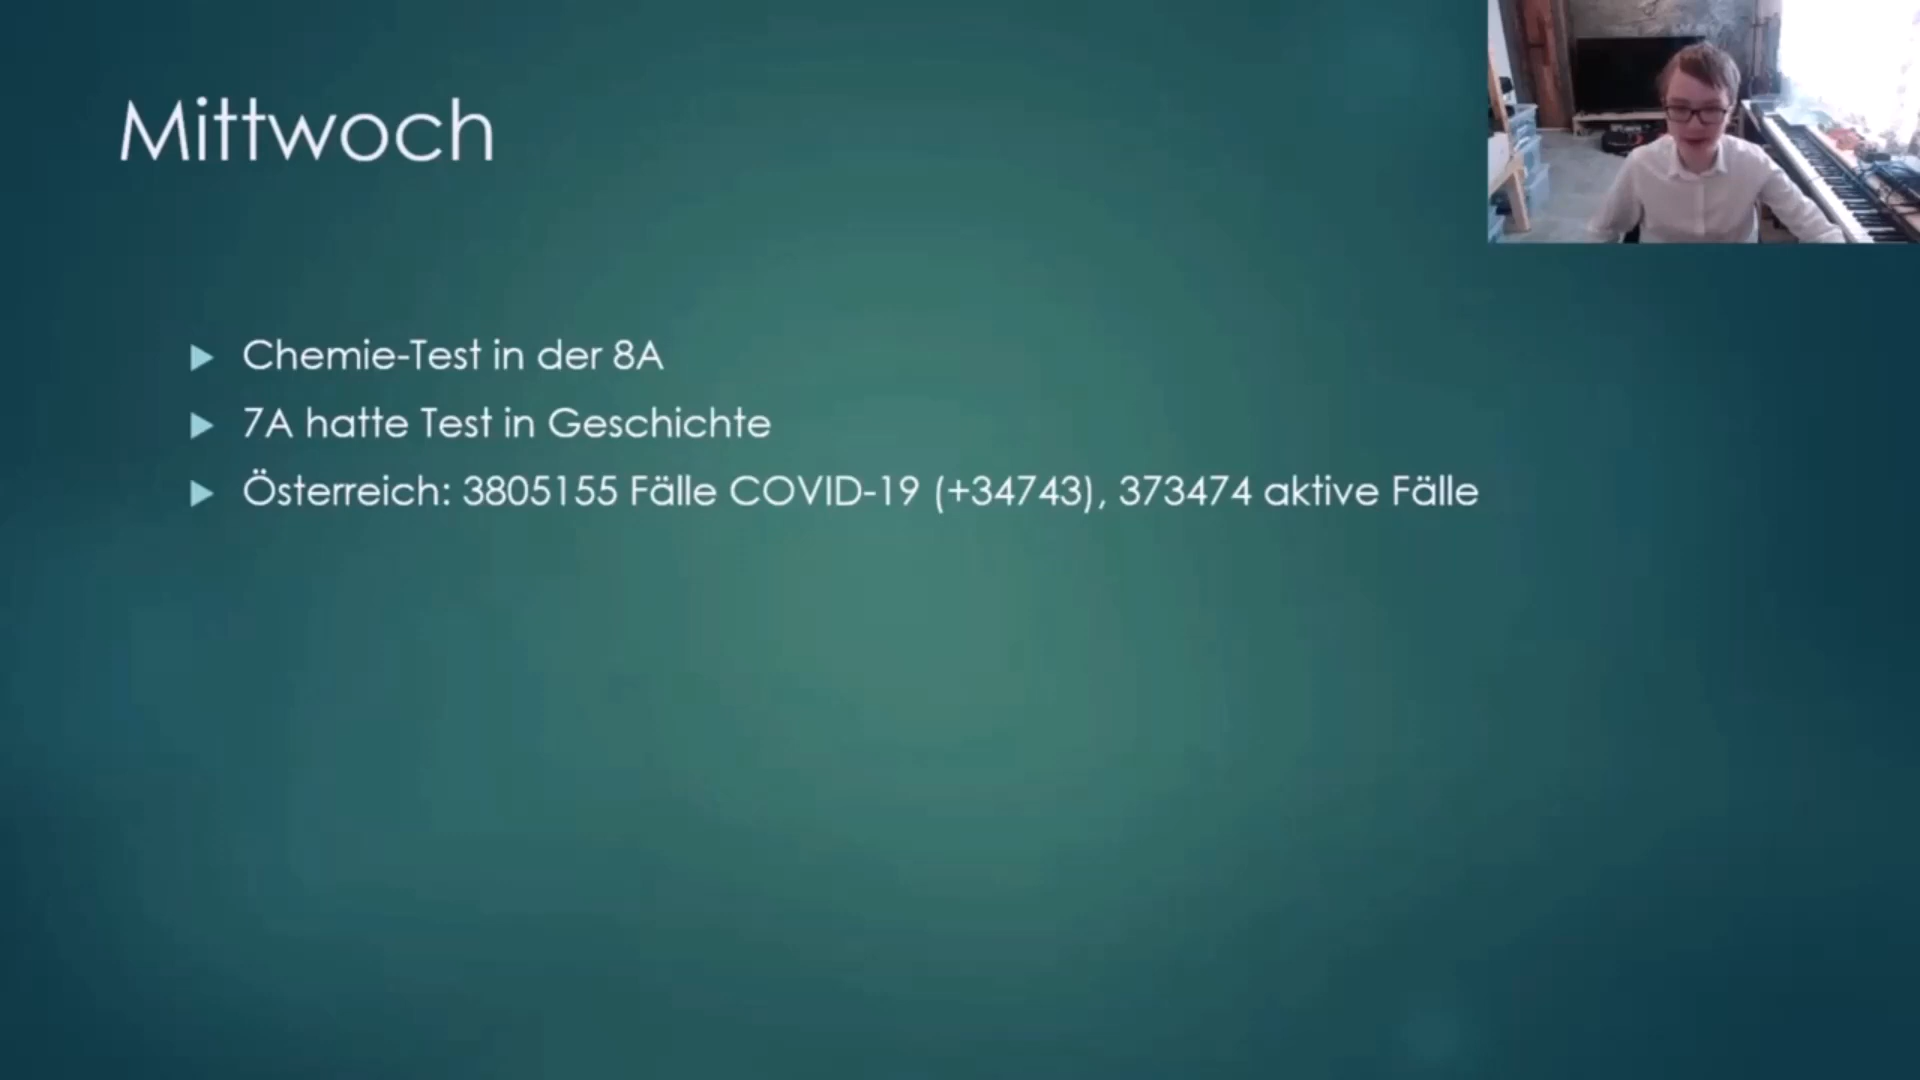 Mittwoch
Chemie-Test in der 8A
7A hatte Test in Geschichte
Österreich: 3805155 Fälle COVID-19 (+34743), 373474 aktive Fälle